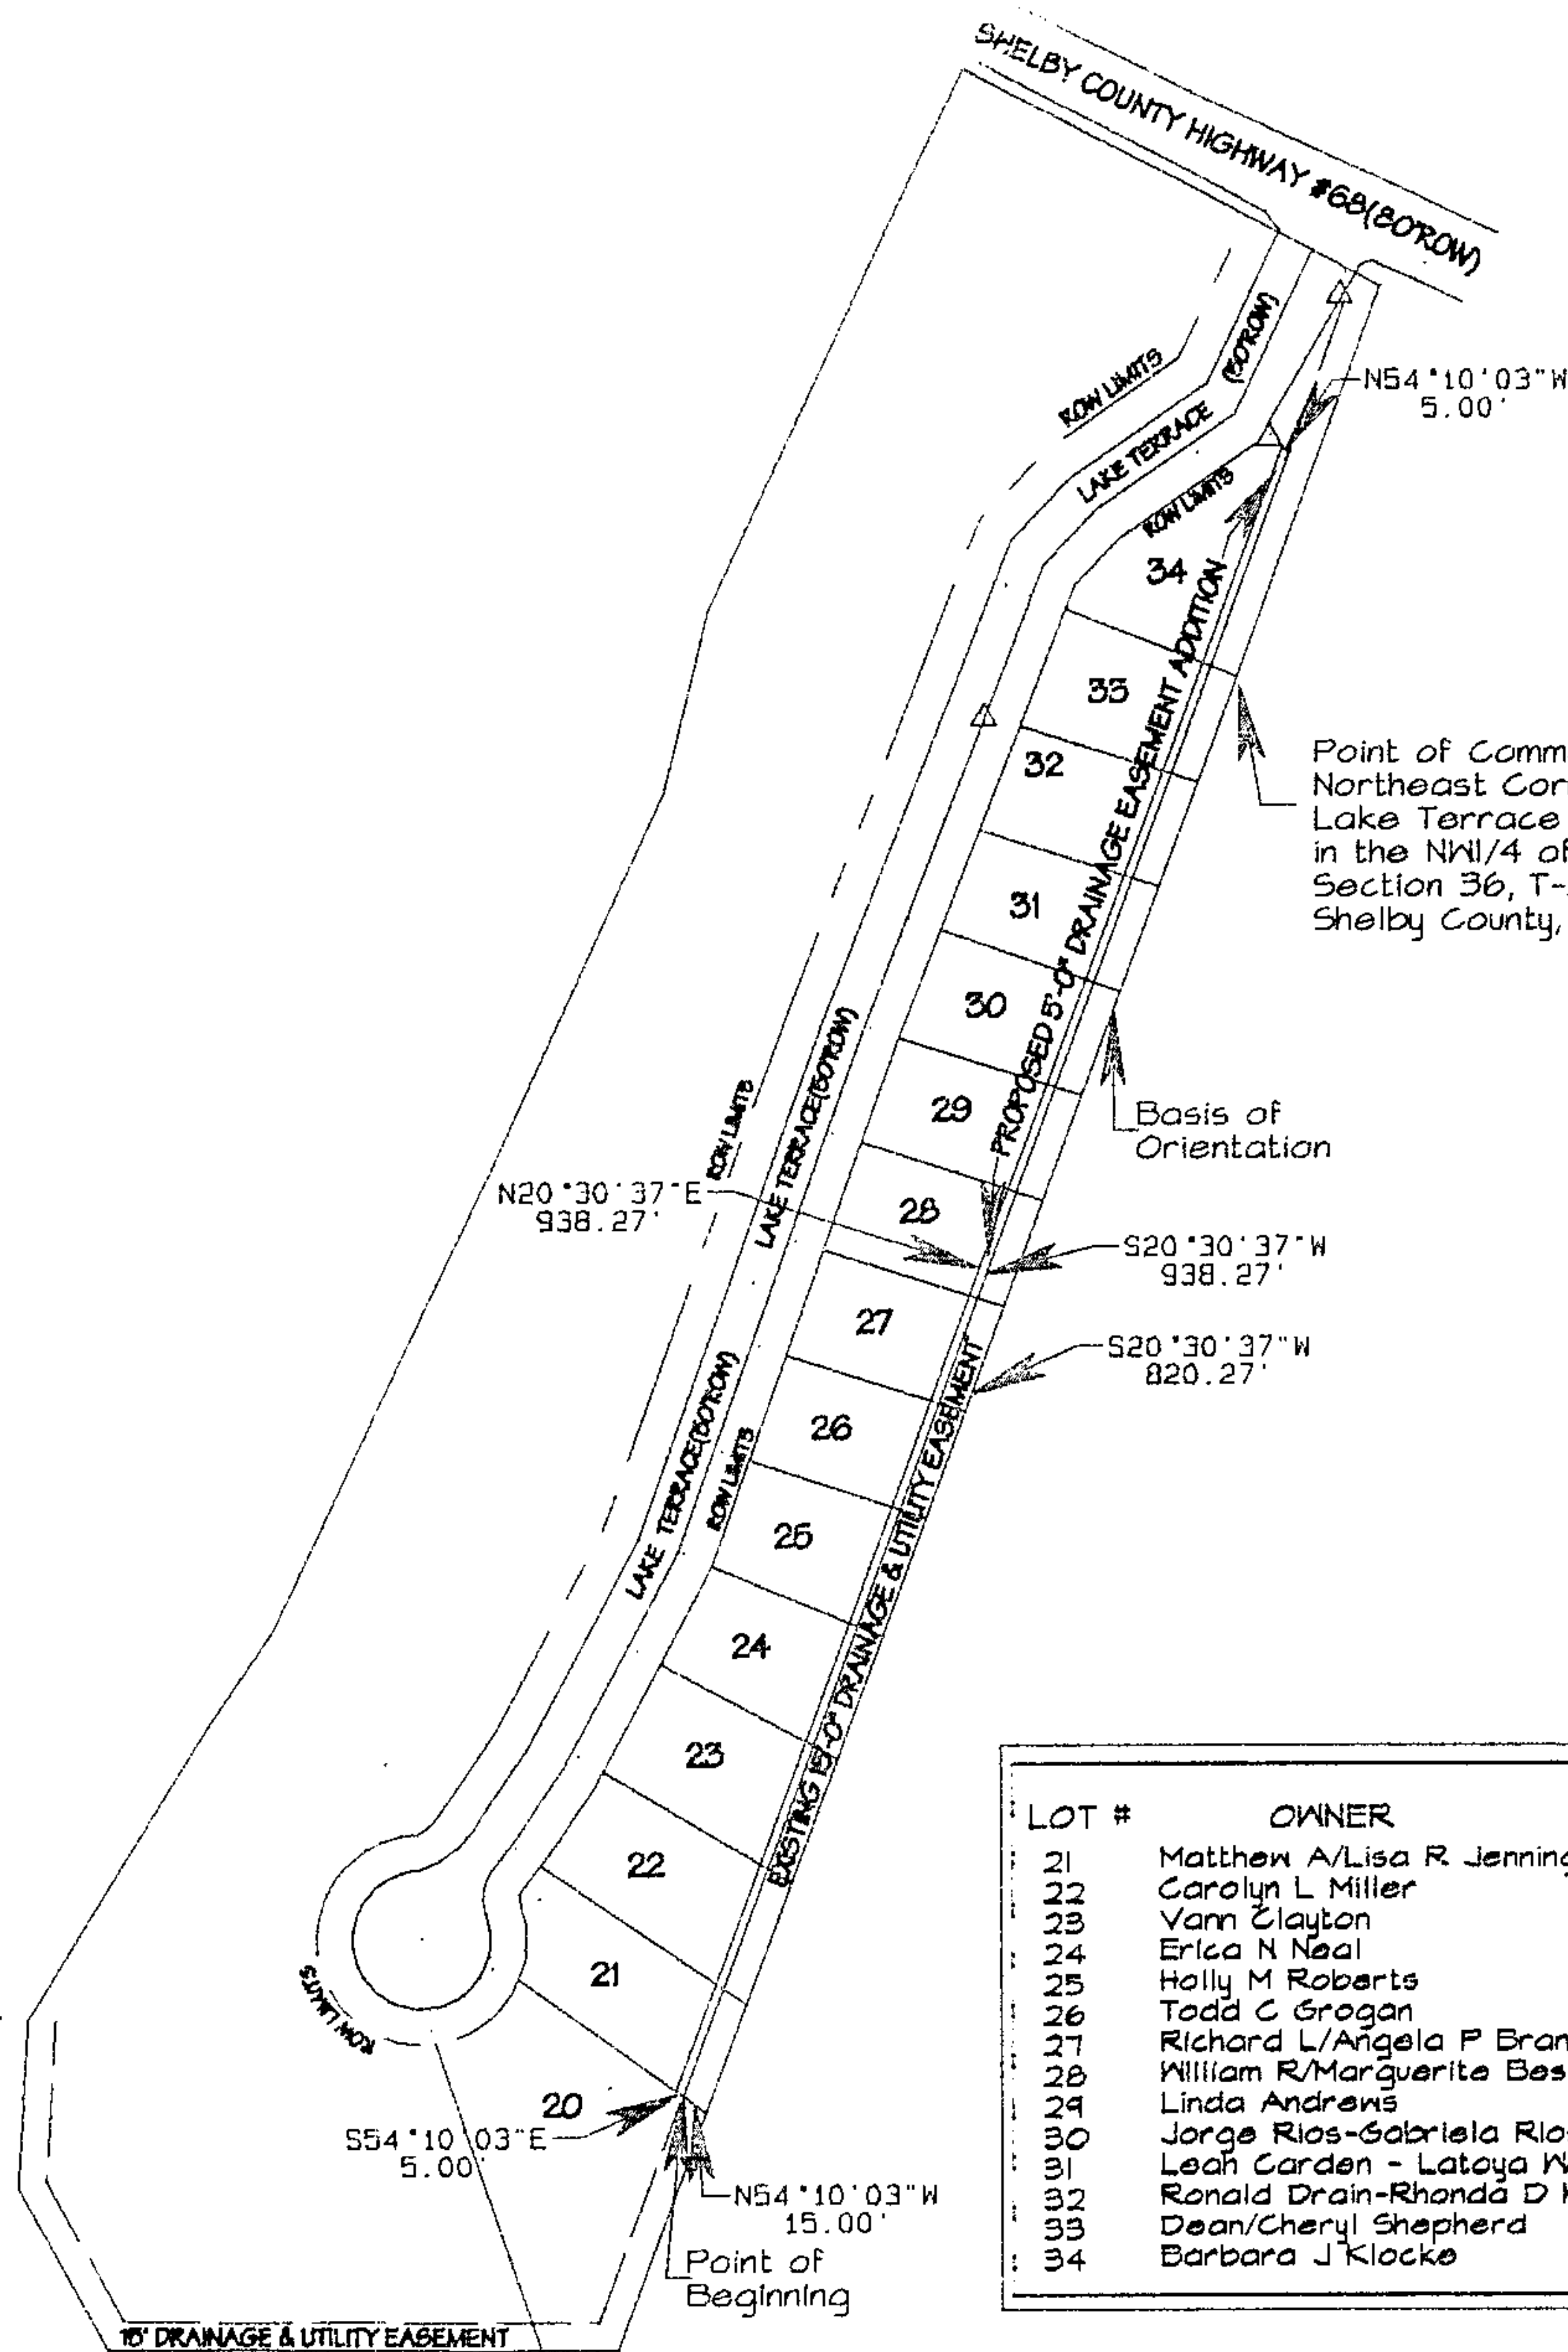 SHELBY COUNTY HIGHWAY #68(80'ROW)
(50'ROW)
ROW LIMITS
N54°10'03"W
5.00'
LAKE TERRACE
ROW LIMITS
34
33
PROPOSED 5'-0" DRAINAGE EASEMENT ADDITION
32
Point of Comm
Northeast Cor
Lake Terrace
in the NW1/4 of
Section 36, T-
Shelby County,
31
30
LAKE TERRACE(50'ROW)
ROW LIMITS
29
Basis of
Orientation
N20°30'37"E
938.27'
28
S20°30'37"W
938.27'
27
S20°30'37"W
820.27'
LAKE TERRACE(50'ROW)
ROW LIMITS
26
EXISTING 15'-0" DRAINAGE & UTILITY EASEMENT
25
24
23
22
21
ROW LIMITS
20
S54°10'03"E
5.00'
N54°10'03"W
15.00'
Point of
Beginning
15' DRAINAGE & UTILITY EASEMENT
LOT # OWNER
21 Matthew A/Lisa R Jenning
22 Carolyn L Miller
23 Vann Clayton
24 Erica N Neal
25 Holly M Roberts
26 Todd C Grogan
27 Richard L/Angela P Bran
28 William R/Marguerite Bes
29 Linda Andrews
30 Jorge Rios-Gabriela Rio
31 Leah Carden - Latoya W
32 Ronald Drain-Rhonda D
33 Dean/Cheryl Shepherd
34 Barbara J Klocke